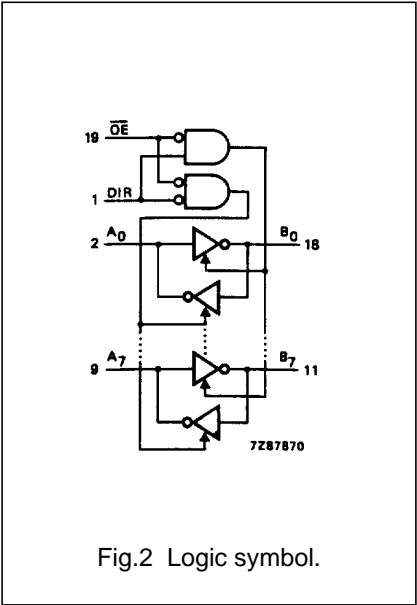 19 OE
1 DIR
2 A0 B0 18
9 A7 B7 11
7Z87870
Fig.2 Logic symbol.